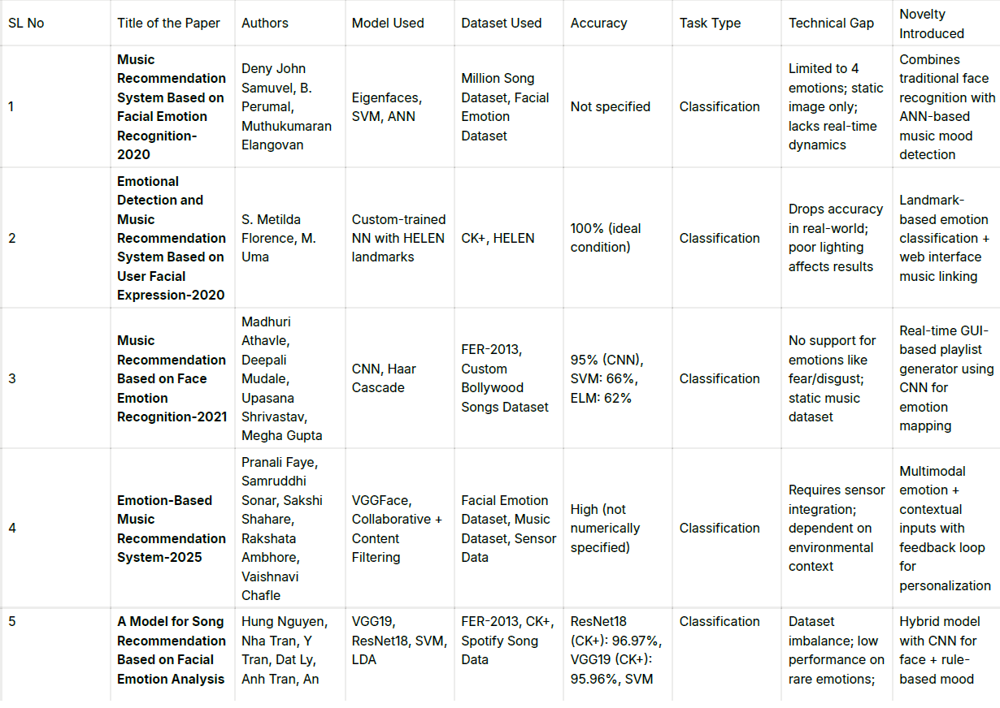 SL No
Title of the Paper
Authors
Model Used
Dataset Used
Accuracy
Task Type
Technical Gap
Novelty
Introduced
1
Music
Recommendation
System Based on
Facial Emotion
Recognition-
2020
Deny John
Samuvel, B.
Perumal,
Muthukumaran
Elangovan
Eigenfaces,
SVM, ANN
Million Song
Dataset, Facial
Emotion
Dataset
Not specified
Classification
Limited to 4
emotions; static
image only;
lacks real-time
dynamics
Combines
traditional face
recognition with
ANN-based
music mood
detection
2
Emotional
Detection and
Music
Recommendation
System Based on
User Facial
Expression-2020
S. Metilda
Florence, M.
Uma
Custom-trained
NN with HELEN
landmarks
CK+, HELEN
100% (ideal
condition)
Classification
Drops accuracy
in real-world;
poor lighting
affects results
Landmark-
based emotion
classification +
web interface
music linking
3
Music
Recommendation
Based on Face
Emotion
Recognition-2021
Madhuri
Athavle,
Deepali
Mudale,
Upasana
Shrivastav,
Megha Gupta
CNN, Haar
Cascade
FER-2013,
Custom
Bollywood
Songs Dataset
95% (CNN),
SVM: 66%,
ELM: 62%
Classification
No support for
emotions like
fear/disgust;
static music
dataset
Real-time GUI-
based playlist
generator using
CNN for
emotion
mapping
4
Emotion-Based
Music
Recommendation
System-2025
Pranali Faye,
Samruddhi
Sonar, Sakshi
Shahare,
Rakshata
Ambhore,
Vaishnavi
Chafle
VGGFace,
Collaborative +
Content
Filtering
Facial Emotion
Dataset, Music
Dataset, Sensor
Data
High (not
numerically
specified)
Classification
Requires sensor
integration;
dependent on
environmental
context
Multimodal
emotion +
contextual
inputs with
feedback loop
for
personalization
5
A Model for Song
Recommendation
Based on Facial
Emotion Analysis
Hung Nguyen,
Nha Tran, Y
Tran, Dat Ly,
Anh Tran, An
VGG19,
ResNet18, SVM,
LDA
FER-2013, CK+,
Spotify Song
Data
ResNet18
(CK+): 96.97%,
VGG19 (CK+):
95.96%, SVM
Classification
Dataset
imbalance; low
performance on
rare emotions;
Hybrid model
with CNN for
face + rule-
based mood